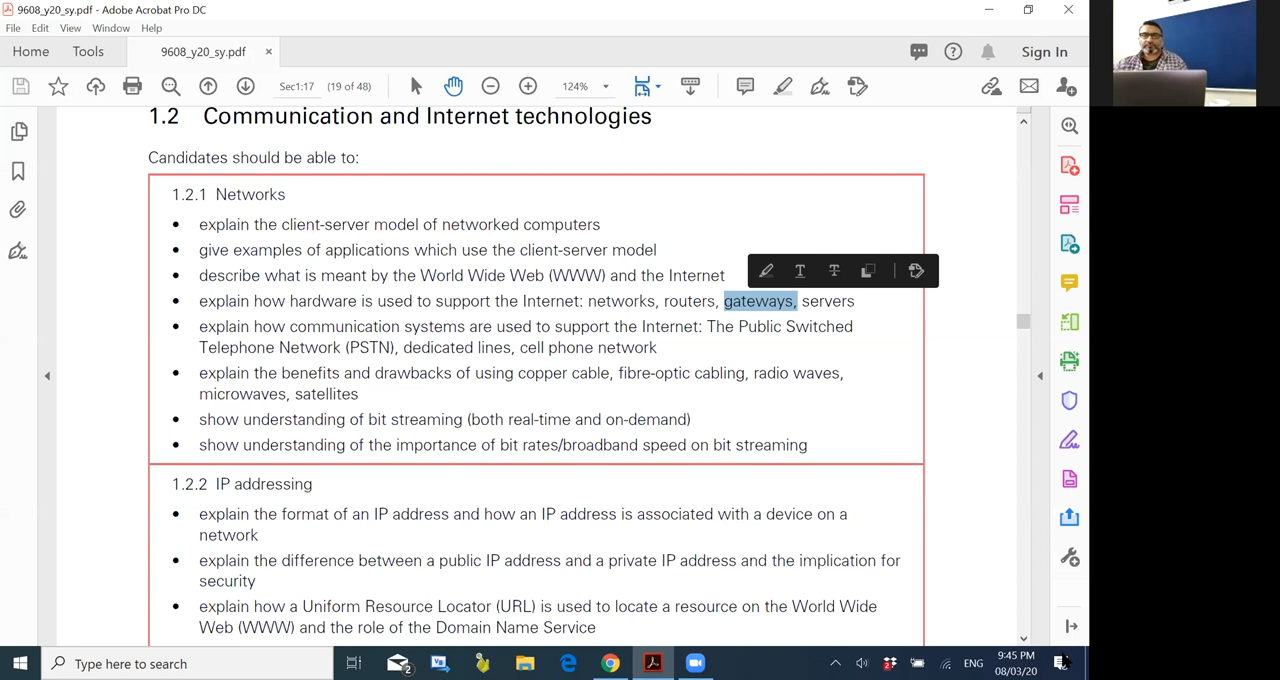 9608_y20_sy.pdf - Adobe Acrobat Pro DC
File Edit View Window Help
Home Tools 9608_y20_sy.pdf × Sign In
Sec1:17 (19 of 48) 124%
1.2 Communication and Internet technologies
Candidates should be able to:
1.2.1 Networks
• explain the client-server model of networked computers
• give examples of applications which use the client-server model
• describe what is meant by the World Wide Web (WWW) and the Internet
• explain how hardware is used to support the Internet: networks, routers, gateways, servers
• explain how communication systems are used to support the Internet: The Public Switched
Telephone Network (PSTN), dedicated lines, cell phone network
• explain the benefits and drawbacks of using copper cable, fibre-optic cabling, radio waves,
microwaves, satellites
• show understanding of bit streaming (both real-time and on-demand)
• show understanding of the importance of bit rates/broadband speed on bit streaming
1.2.2 IP addressing
• explain the format of an IP address and how an IP address is associated with a device on a
network
• explain the difference between a public IP address and a private IP address and the implication for
security
• explain how a Uniform Resource Locator (URL) is used to locate a resource on the World Wide
Web (WWW) and the role of the Domain Name Service
Type here to search
2
ENG
9:45 PM
08/03/20